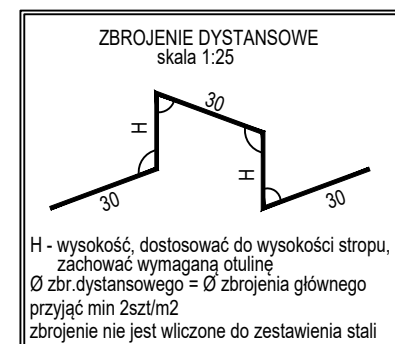 ZBROJENIE DYSTANSOWE
skala 1:25
30
H
H
30
30
H - wysokość, dostosować do wysokości stropu,
zachować wymaganą otulinę
Ø zbr.dystansowego = Ø zbrojenia głównego
przyjąć min 2szt/m2
zbrojenie nie jest wliczone do zestawienia stali